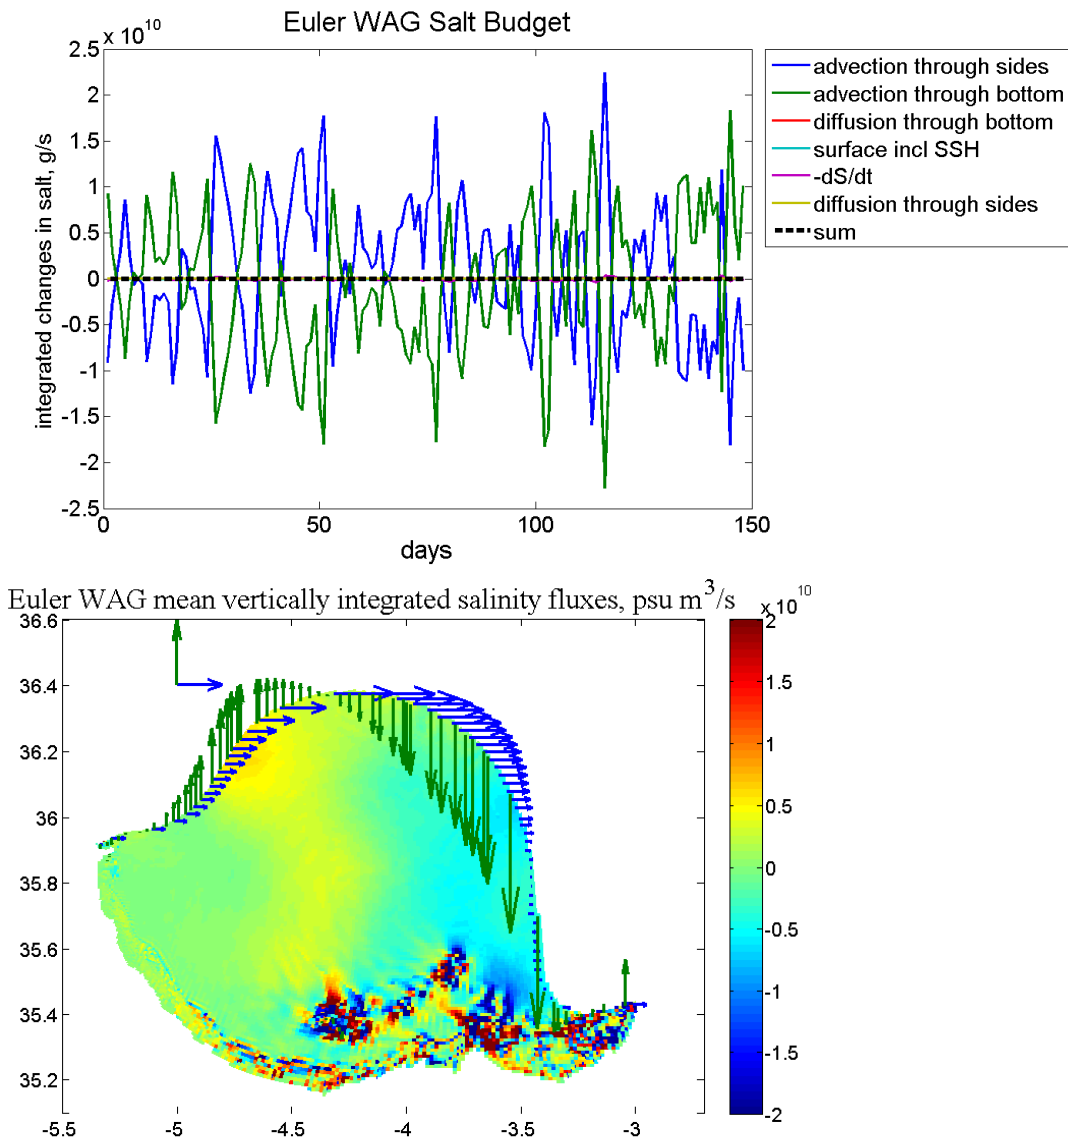 Euler WAG Salt Budget
x 10^10
2.5
2
1.5
1
0.5
0
-0.5
-1
-1.5
-2
-2.5
integrated changes in salt, g/s
0 50 100 150
days
advection through sides
advection through bottom
diffusion through bottom
surface incl SSH
-dS/dt
diffusion through sides
sum
Euler WAG mean vertically integrated salinity fluxes, psu m^3/s
x 10^10
36.6
36.4
36.2
36
35.8
35.6
35.4
35.2
-5.5 -5 -4.5 -4 -3.5 -3
2
1.5
1
0.5
0
-0.5
-1
-1.5
-2